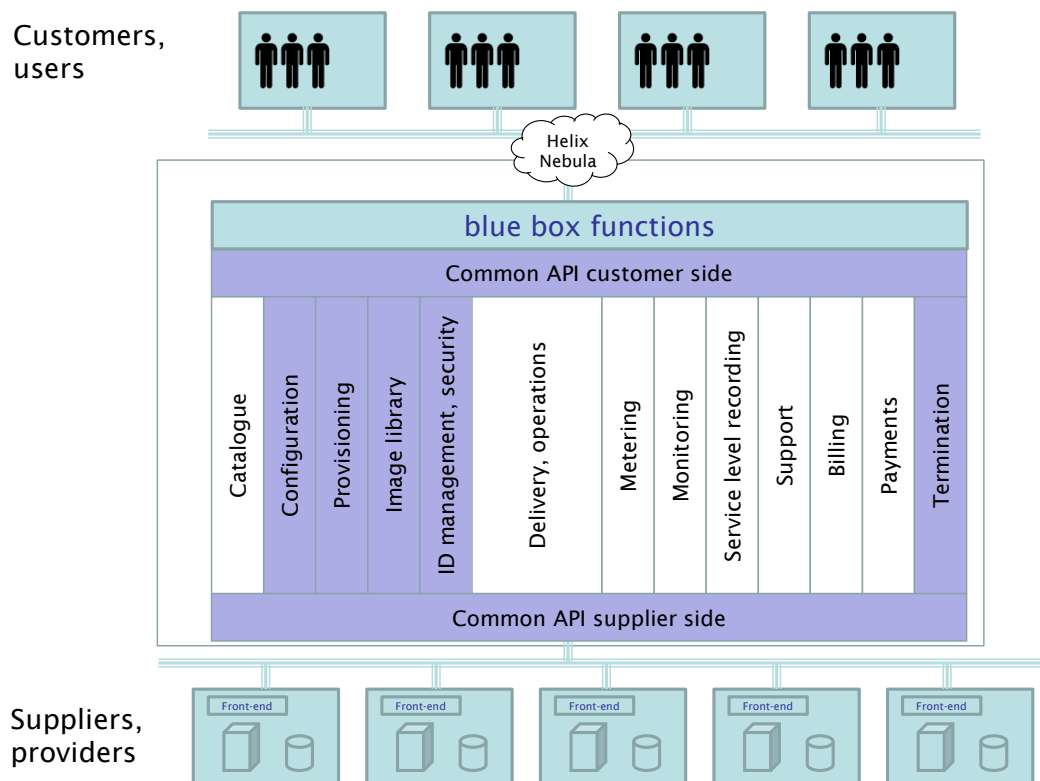 Customers,
users
Helix
Nebula
blue box functions
Common API customer side
Catalogue
Configuration
Provisioning
Image library
ID management, security
Delivery, operations
Metering
Monitoring
Service level recording
Support
Billing
Payments
Termination
Common API supplier side
Suppliers,
providers
Front-end
Front-end
Front-end
Front-end
Front-end